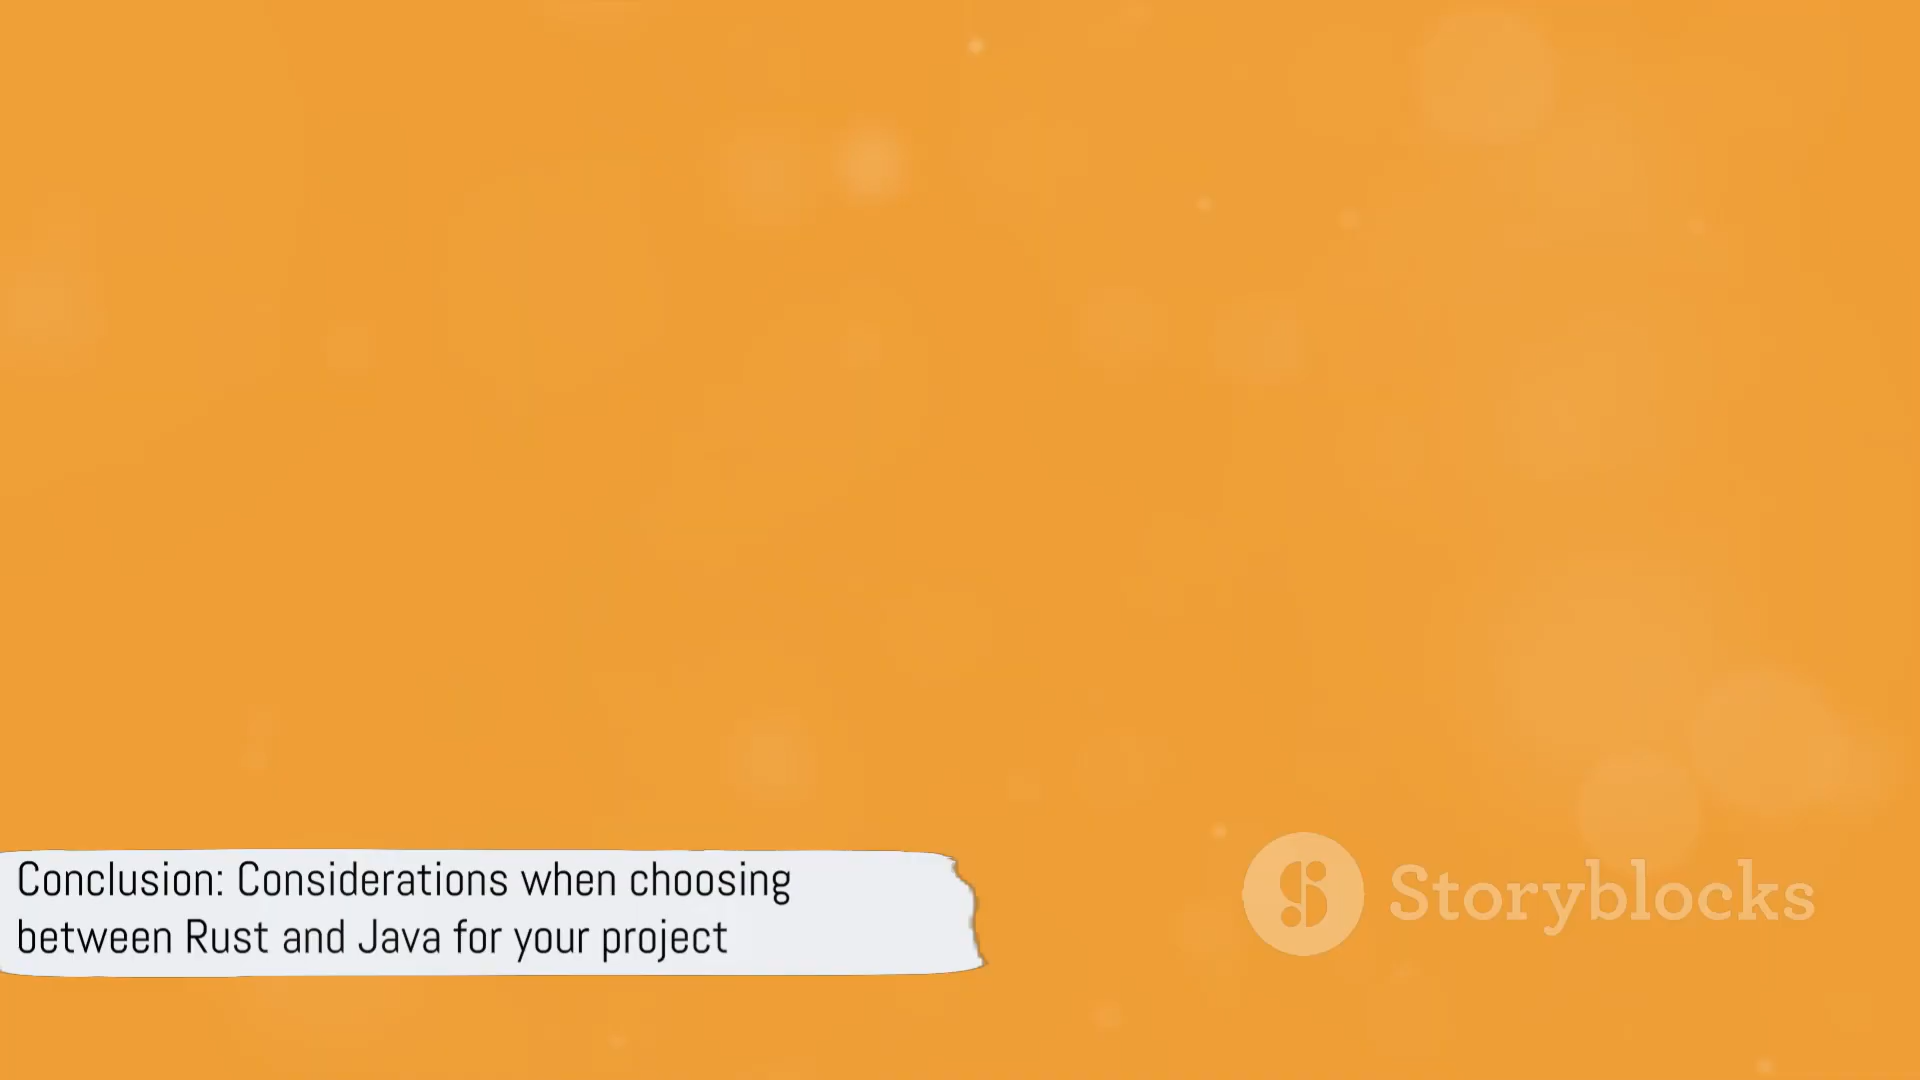 Conclusion: Considerations when choosing
between Rust and Java for your project
Storyblocks